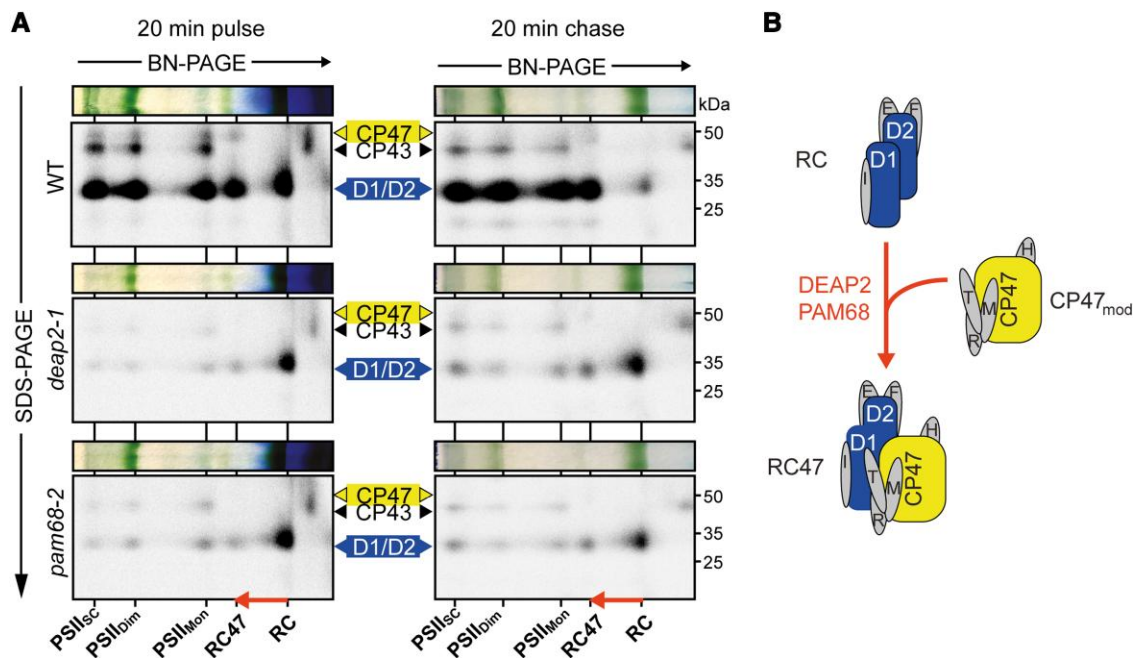 A
20 min pulse
20 min chase
BN-PAGE
BN-PAGE
SDS-PAGE
kDa
WT
CP47
CP43
D1/D2
50
35
25
deap2-1
CP47
CP43
D1/D2
50
35
25
pam68-2
CP47
CP43
D1/D2
50
35
25
PSIISC
PSIIDim
PSIIMon
RC47
RC
PSIISC
PSIIDim
PSIIMon
RC47
RC
B
RC
E
F
D2
D1
I
DEAP2
PAM68
H
T
M
CP47
R
CP47mod
RC47
E
F
D2
D1
I
H
T
M
CP47
R